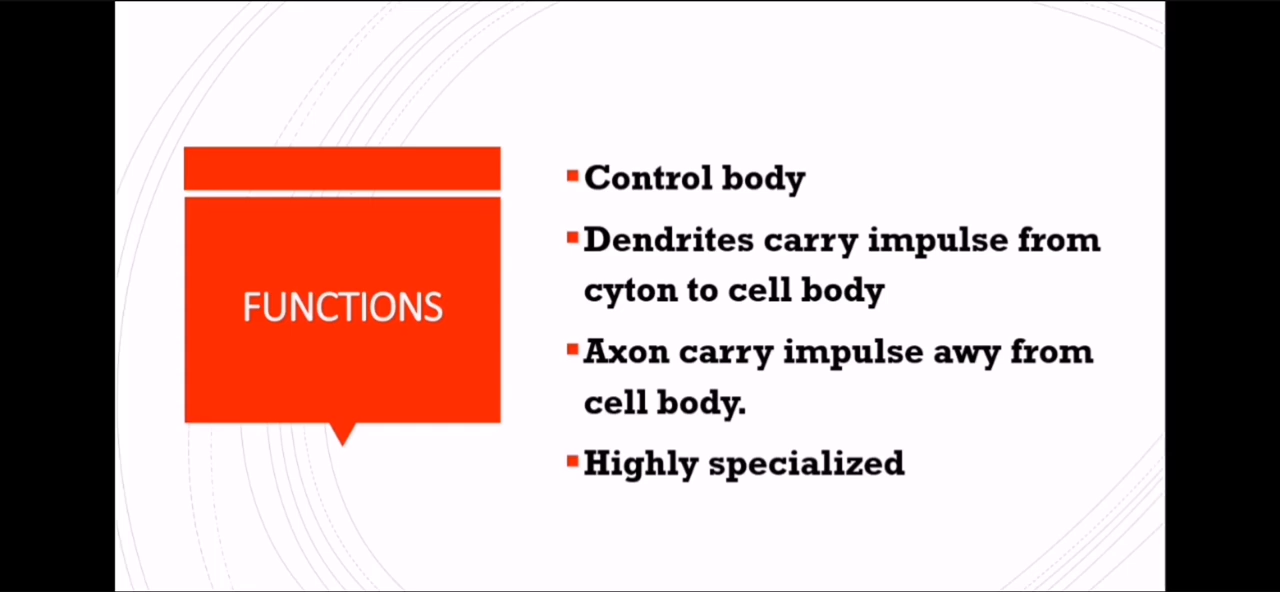 FUNCTIONS
Control body
Dendrites carry impulse from
cyton to cell body
Axon carry impulse awy from
cell body.
Highly specialized